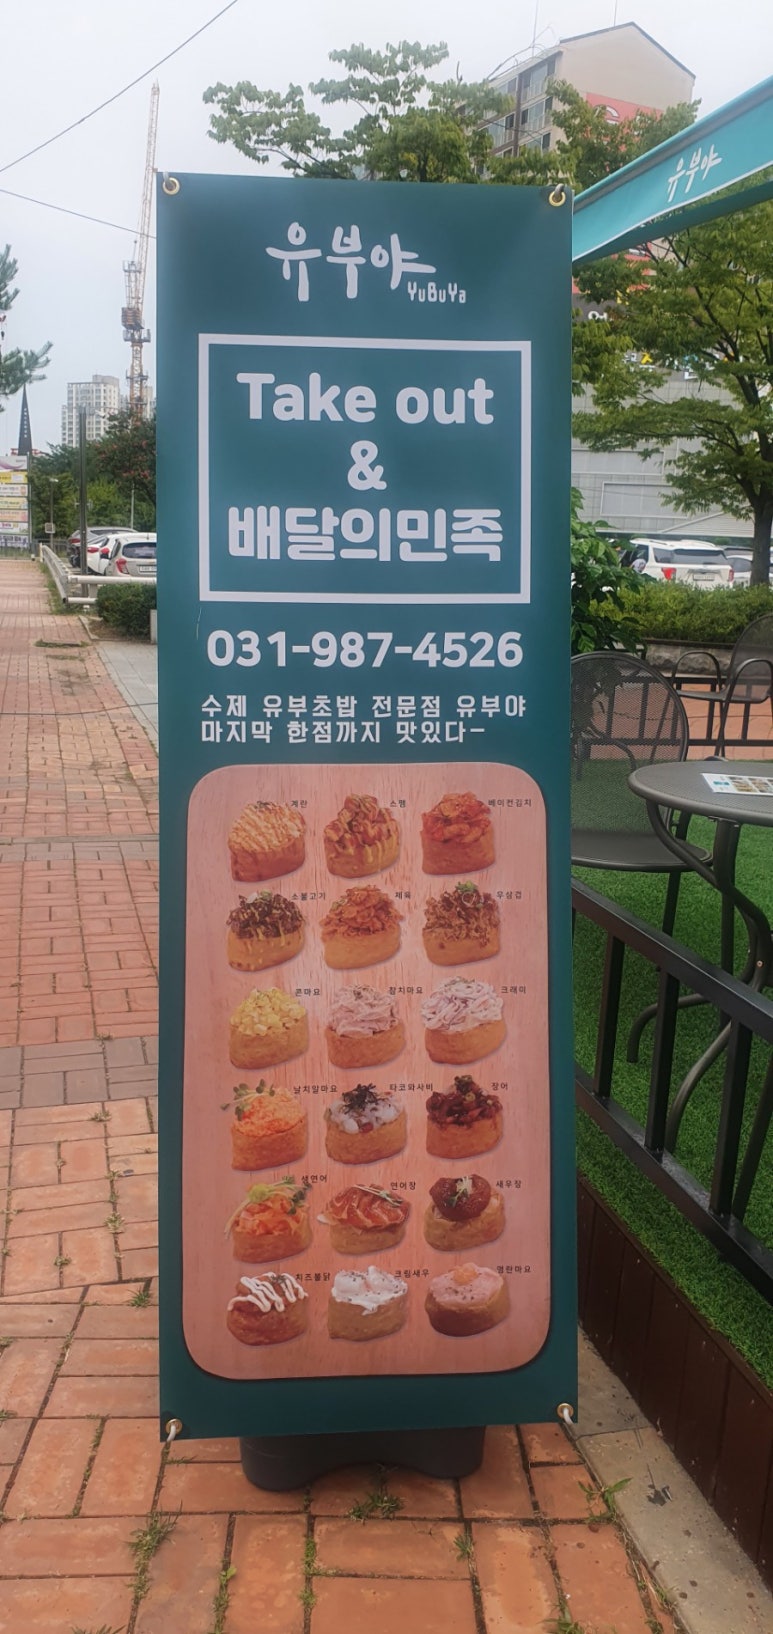 유부야
유부야
YuBuYa
Take out
&
배달의민족
031-987-4526
수제 유부초밥 전문점 유부야
마지막 한점까지 맛있다-
계란 스팸 베이컨김치
소불고기 제육 우삼겹
콘마요 참치마요 크래미
날치알마요 타코와사비 장어
생연어 연어장 새우장
치즈불닭 크림새우 명란마요